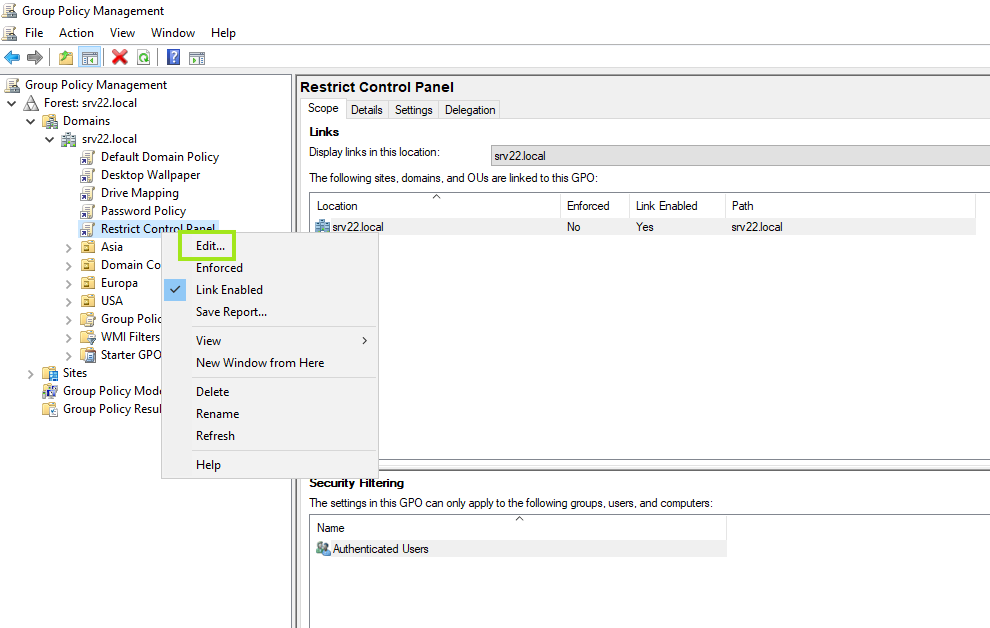 Group Policy Management
File Action View Window Help
Group Policy Management
Forest: srv22.local
Domains
srv22.local
Default Domain Policy
Desktop Wallpaper
Drive Mapping
Password Policy
Restrict Control Panel
Asia
Domain Co
Europa
USA
Group Polic
WMI Filters
Starter GPO
Sites
Group Policy Mode
Group Policy Resul
Edit...
Enforced
Link Enabled
Save Report...
View
New Window from Here
Delete
Rename
Refresh
Help
Restrict Control Panel
Scope Details Settings Delegation
Links
Display links in this location: srv22.local
The following sites, domains, and OUs are linked to this GPO:
Location Enforced Link Enabled Path
srv22.local No Yes srv22.local
Security Filtering
The settings in this GPO can only apply to the following groups, users, and computers:
Name
Authenticated Users